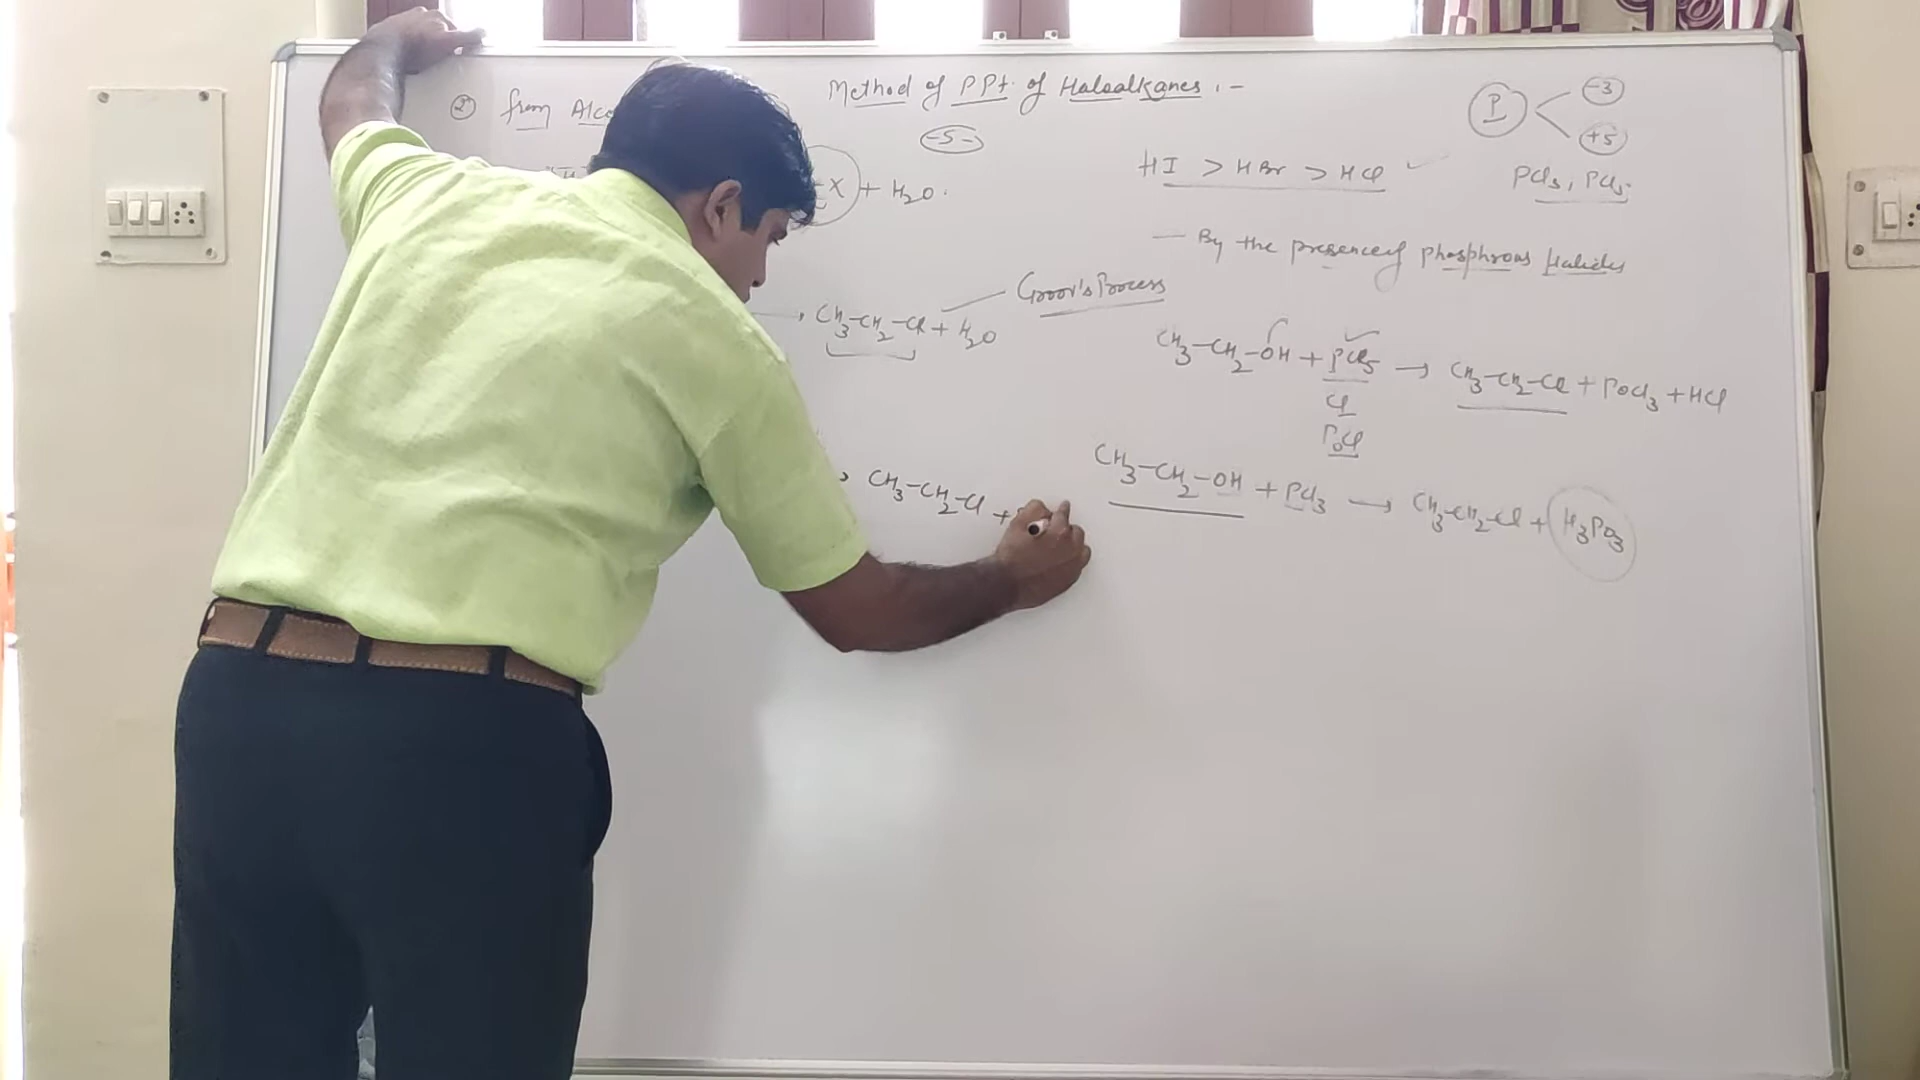 Method of PPt. of Haloalkanes :-
② from Alco
-5-
-X + H₂O.
CH₃-CH₂-Cl + H₂O
Groov's Process
CH₃-CH₂-Cl +
P
-3
+5
HI > HBr > HCl
PCl₃, PCl₅
— By the presence of phosphrous Halides
CH₃-CH₂-OH + PCl₅ → CH₃-CH₂-Cl + POCl₃ + HCl
Cl
POCl
CH₃-CH₂-OH + PCl₃ → CH₃-CH₂-Cl + H₃PO₃